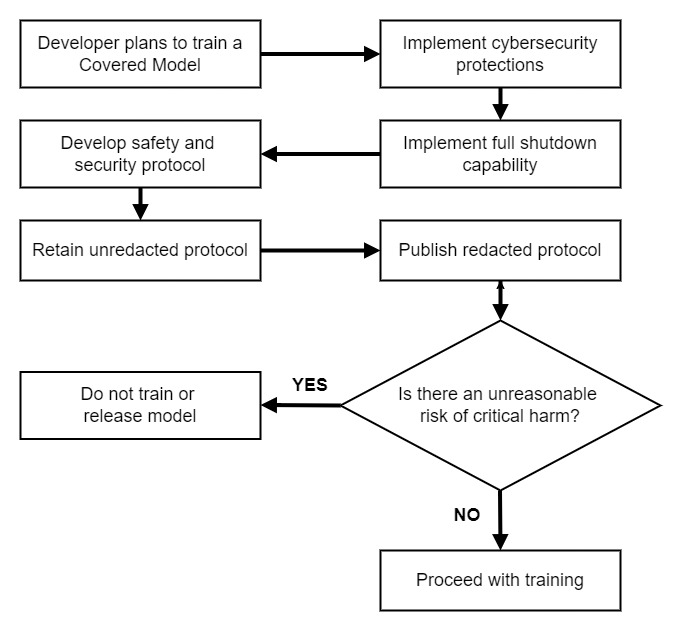 Developer plans to train a
Covered Model
Implement cybersecurity
protections
Implement full shutdown
capability
Develop safety and
security protocol
Retain unredacted protocol
Publish redacted protocol
Is there an unreasonable
risk of critical harm?
YES
Do not train or
release model
NO
Proceed with training